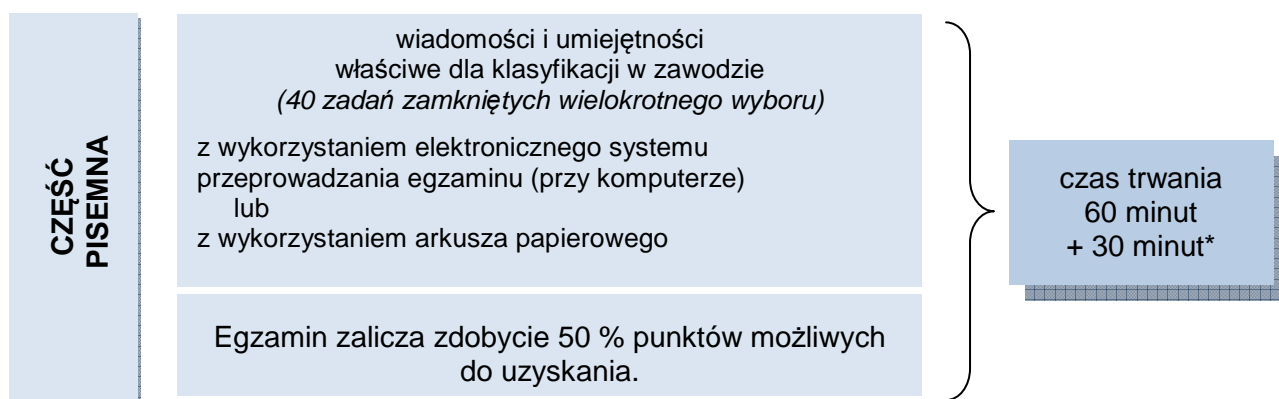 CZĘŚĆ
PISEMNA
wiadomości i umiejętności
właściwe dla klasyfikacji w zawodzie
(40 zadań zamkniętych wielokrotnego wyboru)
z wykorzystaniem elektronicznego systemu
przeprowadzania egzaminu (przy komputerze)
lub
z wykorzystaniem arkusza papierowego
Egzamin zalicza zdobycie 50 % punktów możliwych
do uzyskania.
czas trwania
60 minut
+ 30 minut*